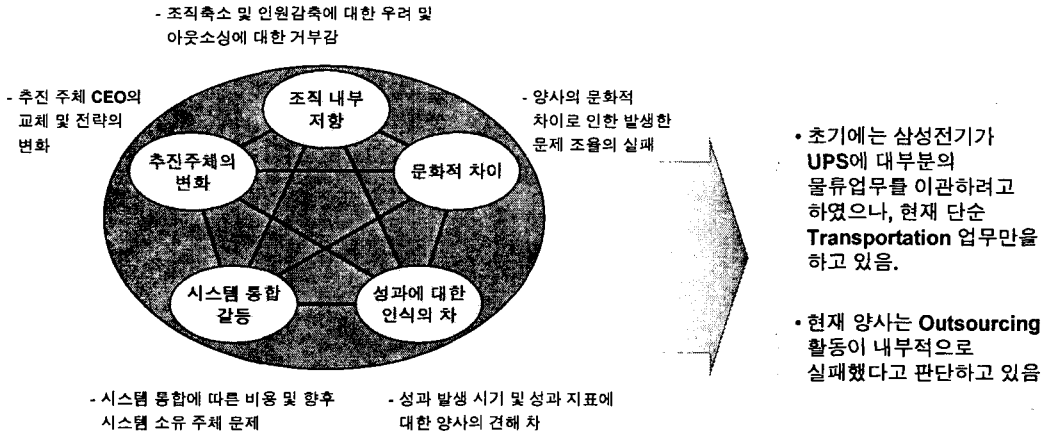 - 조직축소 및 인원감축에 대한 우려 및
아웃소싱에 대한 거부감
- 추진 주체 CEO의
교체 및 전략의
변화
조직 내부
저항
- 양사의 문화적
차이로 인한 발생한
문제 조율의 실패
추진주체의
변화
문화적 차이
시스템 통합
갈등
성과에 대한
인식의 차
- 시스템 통합에 따른 비용 및 향후
시스템 소유 주체 문제
- 성과 발생 시기 및 성과 지표에
대한 양사의 견해 차
• 초기에는 삼성전기가
UPS에 대부분의
물류업무를 이관하려고
하였으나, 현재 단순
Transportation 업무만을
하고 있음.
• 현재 양사는 Outsourcing
활동이 내부적으로
실패했다고 판단하고 있음